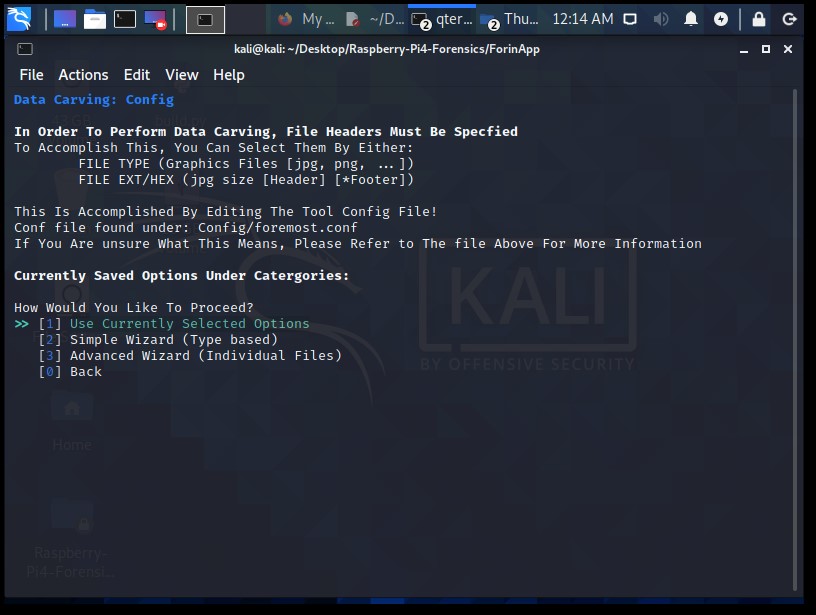 My ...
~/D...
2
qter...
2
Thu...
12:14 AM
kali@kali: ~/Desktop/Raspberry-Pi4-Forensics/ForinApp
File Actions Edit View Help
Data Carving: Config
In Order To Perform Data Carving, File Headers Must Be Specfied
To Accomplish This, You Can Select Them By Either:
FILE TYPE (Graphics Files [jpg, png, ...])
FILE EXT/HEX (jpg size [Header] [*Footer])
This Is Accomplished By Editing The Tool Config File!
Conf file found under: Config/foremost.conf
If You Are unsure What This Means, Please Refer to The file Above For More Information
Currently Saved Options Under Catergories:
How Would You Like To Proceed?
>> [1] Use Currently Selected Options
[2] Simple Wizard (Type based)
[3] Advanced Wizard (Individual Files)
[0] Back
KALI
BY OFFENSIVE SECURITY
Home
Raspberry-
Pi4-Forensi...